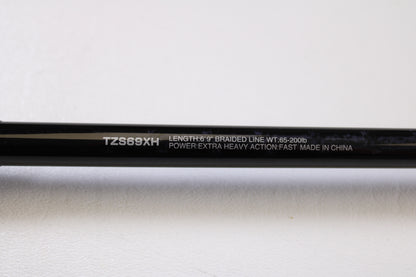 TZS69XH
LENGTH:6'9" BRAIDED LINE WT:65-200lb
POWER:EXTRA HEAVY ACTION:FAST MADE IN CHINA